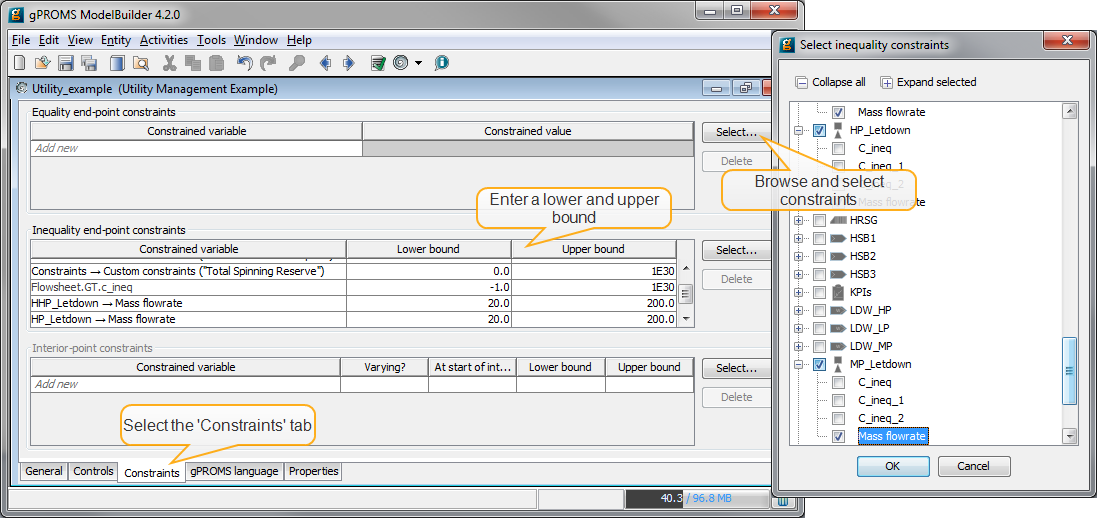 gPROMS ModelBuilder 4.2.0
File Edit View Entity Activities Tools Window Help
Utility_example (Utility Management Example)
Equality end-point constraints
Constrained variable Constrained value
Add new
Select...
Delete
Enter a lower and upper
bound
Inequality end-point constraints
Constrained variable Lower bound Upper bound
Constraints → Custom constraints ("Total Spinning Reserve") 0.0 1E30
Flowsheet.GT.c_ineq -1.0 1E30
HHP_Letdown → Mass flowrate 20.0 200.0
HP_Letdown → Mass flowrate 20.0 200.0
Select...
Delete
Interior-point constraints
Constrained variable Varying? At start of int... Lower bound Upper bound
Add new
Select...
Delete
Select the 'Constraints' tab
General Controls Constraints gPROMS language Properties
40.3 / 96.8 MB
Select inequality constraints
Collapse all Expand selected
Mass flowrate
HP_Letdown
C_ineq
C_ineq_1
Browse and select
constraints
HRSG
HSB1
HSB2
HSB3
KPIs
LDW_HP
LDW_LP
LDW_MP
MP_Letdown
C_ineq
C_ineq_1
C_ineq_2
Mass flowrate
OK Cancel